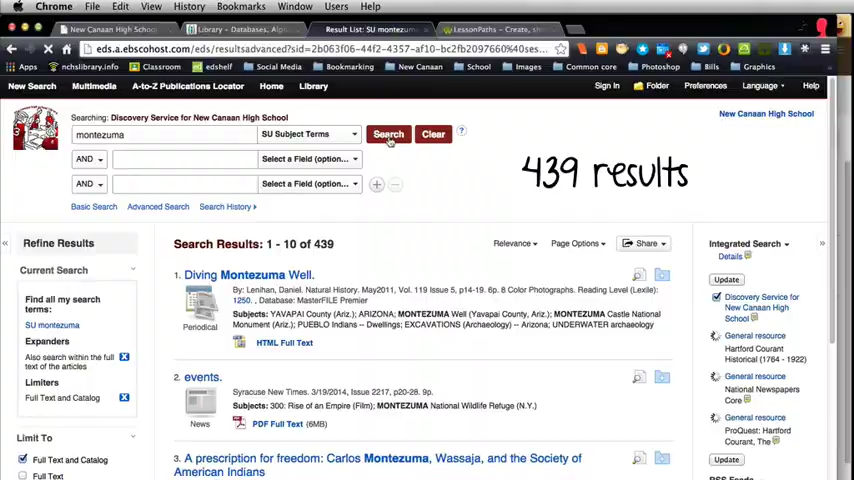 Chrome File Edit View History Bookmarks Window Users Help
New Canaan High School
Library – Databases, Algor
Result List: SU montezuma
LessonPaths – Create, sh
eds.a.ebscohost.com/eds/resultsadvanced?sid=2b063f06-44f2-4357-af10-bc2fb2097660%40ses
Apps nchslibrary.info Classroom edshelf Social Media Bookmarking New Canaan School Images Common core Photoshop Bills Graphics
New Search Multimedia A-to-Z Publications Locator Home Library Sign In Folder Preferences Language Help
Searching: Discovery Service for New Canaan High School
New Canaan High School
montezuma SU Subject Terms Search Clear ?
AND Select a Field (option...
AND Select a Field (option... + −
439 results
Basic Search Advanced Search Search History
Refine Results
Current Search
Find all my search terms:
SU montezuma
Expanders
Also search within the full text of the articles
Limiters
Full Text and Catalog
Limit To
Full Text and Catalog
Full Text
Search Results: 1 - 10 of 439
Relevance Page Options Share
1. Diving Montezuma Well.
By: Lenihan, Daniel. Natural History. May2011, Vol. 119 Issue 5, p14-19. 6p. 8 Color Photographs. Reading Level (Lexile):
1250. , Database: MasterFILE Premier
Periodical
Subjects: YAVAPAI County (Ariz.); ARIZONA; MONTEZUMA Well (Yavapai County, Ariz.); MONTEZUMA Castle National
Monument (Ariz.); PUEBLO Indians -- Dwellings; EXCAVATIONS (Archaeology) -- Arizona; UNDERWATER archaeology
HTML Full Text
2. events.
Syracuse New Times. 3/19/2014, Issue 2217, p20-28. 9p.
Subjects: 300: Rise of an Empire (Film); MONTEZUMA National Wildlife Refuge (N.Y.)
News
PDF Full Text (6MB)
3. A prescription for freedom: Carlos Montezuma, Wassaja, and the Society of
American Indians
Integrated Search
Details
Update
Discovery Service for
New Canaan High
School
General resource
Hartford Courant
Historical (1764 - 1922)
General resource
National Newspapers
Core
General resource
ProQuest: Hartford
Courant, The
Update
RSS Feeds